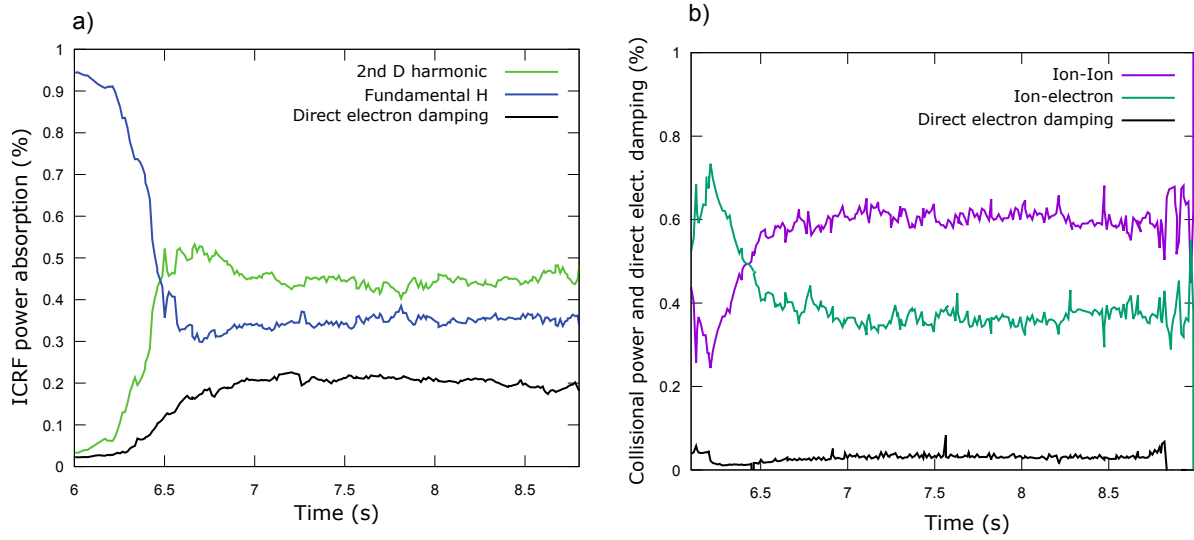 a)
ICRF power absorption (%)
1
0.9
0.8
0.7
0.6
0.5
0.4
0.3
0.2
0.1
0
2nd D harmonic
Fundamental H
Direct electron damping
6
6.5
7
7.5
8
8.5
Time (s)
b)
Collisional power and direct elect. damping (%)
1
0.8
0.6
0.4
0.2
0
Ion-Ion
Ion-electron
Direct electron damping
6.5
7
7.5
8
8.5
Time (s)